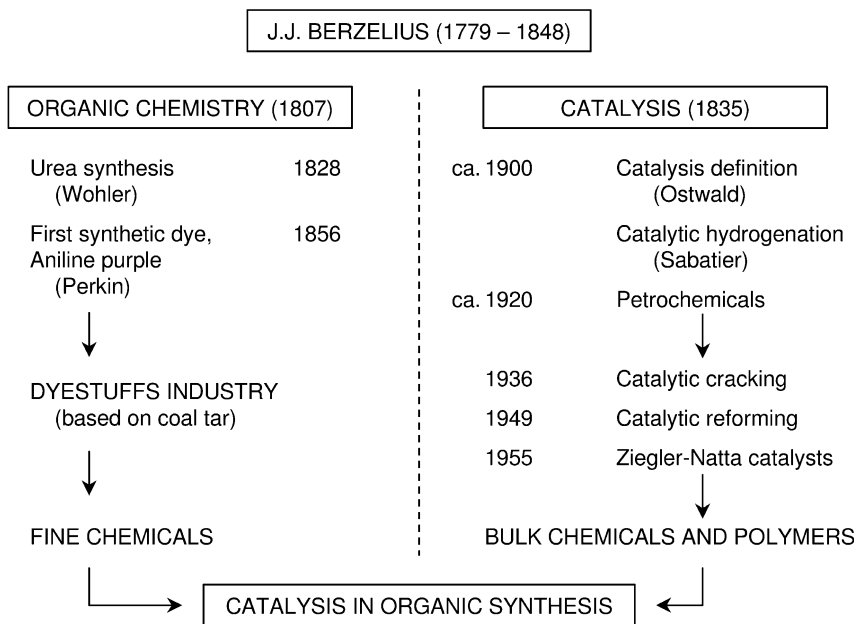 J.J. BERZELIUS (1779 – 1848)
ORGANIC CHEMISTRY (1807)
Urea synthesis 1828
(Wohler)
First synthetic dye, 1856
Aniline purple
(Perkin)
DYESTUFFS INDUSTRY
(based on coal tar)
FINE CHEMICALS
CATALYSIS (1835)
ca. 1900 Catalysis definition
(Ostwald)
Catalytic hydrogenation
(Sabatier)
ca. 1920 Petrochemicals
1936 Catalytic cracking
1949 Catalytic reforming
1955 Ziegler-Natta catalysts
BULK CHEMICALS AND POLYMERS
CATALYSIS IN ORGANIC SYNTHESIS